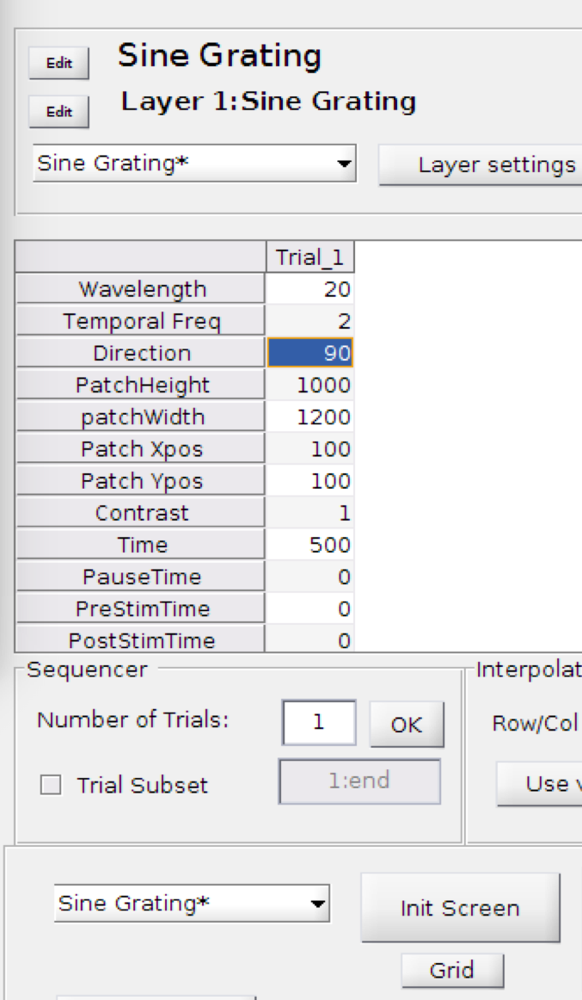 Edit Sine Grating
Edit Layer 1:Sine Grating
Sine Grating* Layer settings
Trial_1
Wavelength 20
Temporal Freq 2
Direction 90
PatchHeight 1000
patchWidth 1200
Patch Xpos 100
Patch Ypos 100
Contrast 1
Time 500
PauseTime 0
PreStimTime 0
PostStimTime 0
Sequencer Interpolat
Number of Trials: 1 OK Row/Col
Trial Subset 1:end Use
Sine Grating* Init Screen
Grid